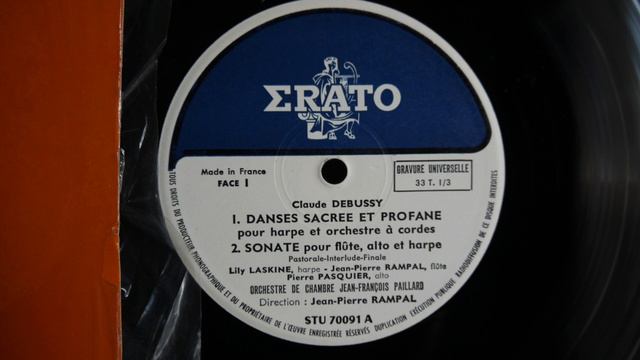 ΣRATO
Made in France
FACE 1
GRAVURE UNIVERSELLE
33 T. 1/3
Claude DEBUSSY
1. DANSES SACREE ET PROFANE
pour harpe et orchestre à cordes
2. SONATE pour flûte, alto et harpe
Pastorale-Interlude-Finale
Lily LASKINE, harpe - Jean-Pierre RAMPAL, flûte
Pierre PASQUIER, alto
ORCHESTRE DE CHAMBRE JEAN-FRANÇOIS PAILLARD
Direction : Jean-Pierre RAMPAL
STU 70091 A
TOUS DROITS DU PRODUCTEUR PHONOGRAPHIQUE ET DU PROPRIÉTAIRE DE L'ŒUVRE ENREGISTRÉE RÉSERVÉS DUPLICATION EXÉCUTION PUBLIQUE RADIODIFFUSION DE CE DISQUE INTERDITES